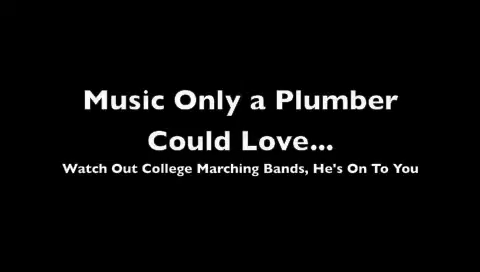 Music Only a Plumber
Could Love...
Watch Out College Marching Bands, He's On To You